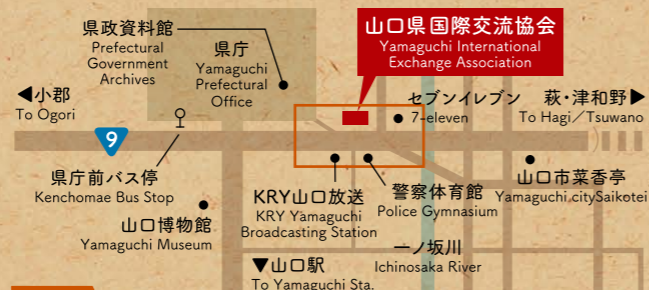 県政資料館
Prefectural
Government
Archives
県庁
Yamaguchi
Prefectural
Office
山口県国際交流協会
Yamaguchi International
Exchange Association
◀小郡
To Ogori
セブンイレブン
7-eleven
萩・津和野▶
To Hagi／Tsuwano
9
県庁前バス停
Kenchomae Bus Stop
山口博物館
Yamaguchi Museum
KRY山口放送
KRY Yamaguchi
Broadcasting Station
警察体育館
Police Gymnasium
山口市菜香亭
Yamaguchi citySaikotei
一ノ坂川
Ichinosaka River
▼山口駅
To Yamaguchi Sta.